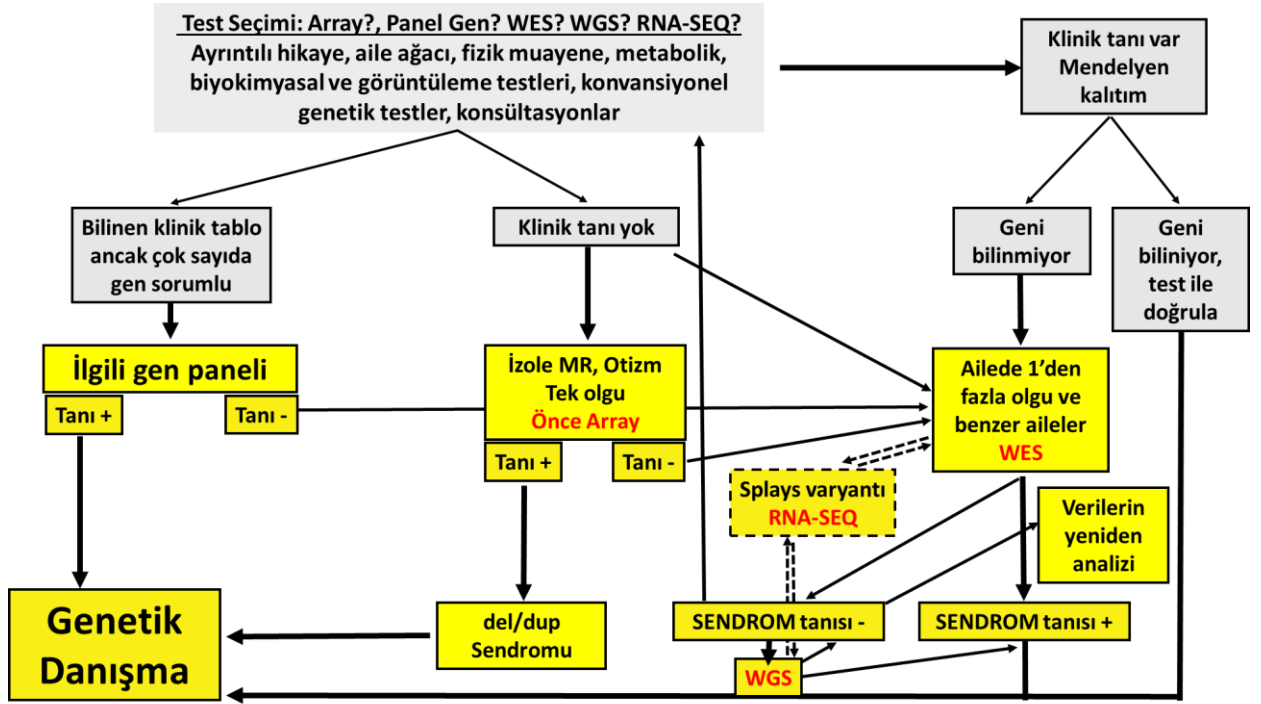 Test Seçimi: Array?, Panel Gen? WES? WGS? RNA-SEQ?
Ayrıntılı hikaye, aile ağacı, fizik muayene, metabolik,
biyokimyasal ve görüntüleme testleri, konvansiyonel
genetik testler, konsültasyonlar
Klinik tanı var
Mendelyen
kalıtım
Bilinen klinik tablo
ancak çok sayıda
gen sorumlu
Klinik tanı yok
Geni
bilinmiyor
Geni
biliniyor,
test ile
doğrula
İlgili gen paneli
Tanı +
Tanı -
İzole MR, Otizm
Tek olgu
Önce Array
Tanı +
Tanı -
Ailede 1’den
fazla olgu ve
benzer aileler
WES
Splays varyantı
RNA-SEQ
Verilerin
yeniden
analizi
Genetik
Danışma
del/dup
Sendromu
SENDROM tanısı -
SENDROM tanısı +
WGS